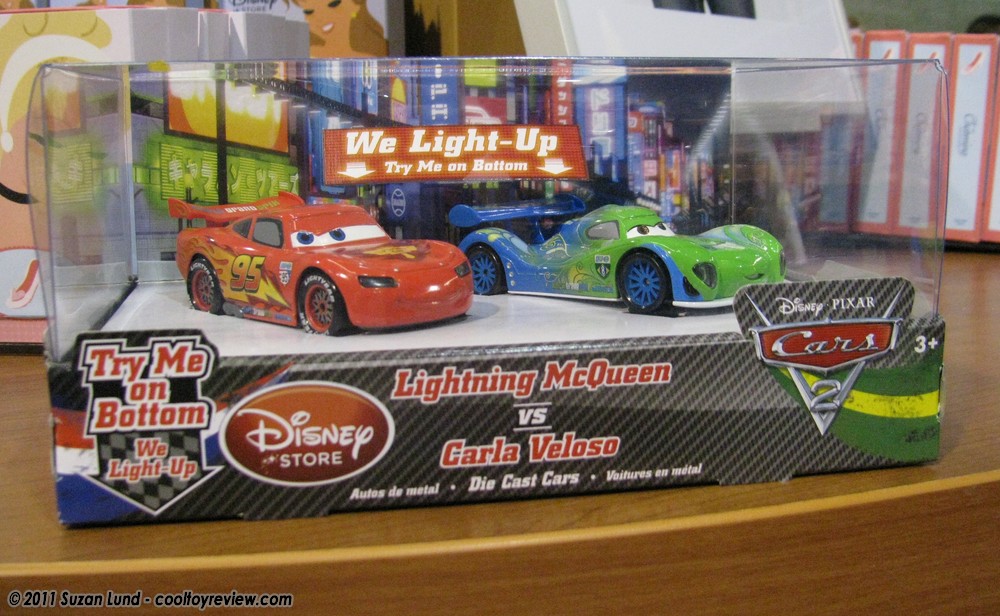 Disney
STORE
We Light-Up
Try Me on Bottom
95
DISNEY · PIXAR
Cars
2
3+
Try Me
on
Bottom
We
Light-Up
Disney
STORE
Lightning McQueen
vs
Carla Veloso
Autos de metal · Die Cast Cars · Voitures en métal
© 2011 Suzan Lund - cooltoyreview.com